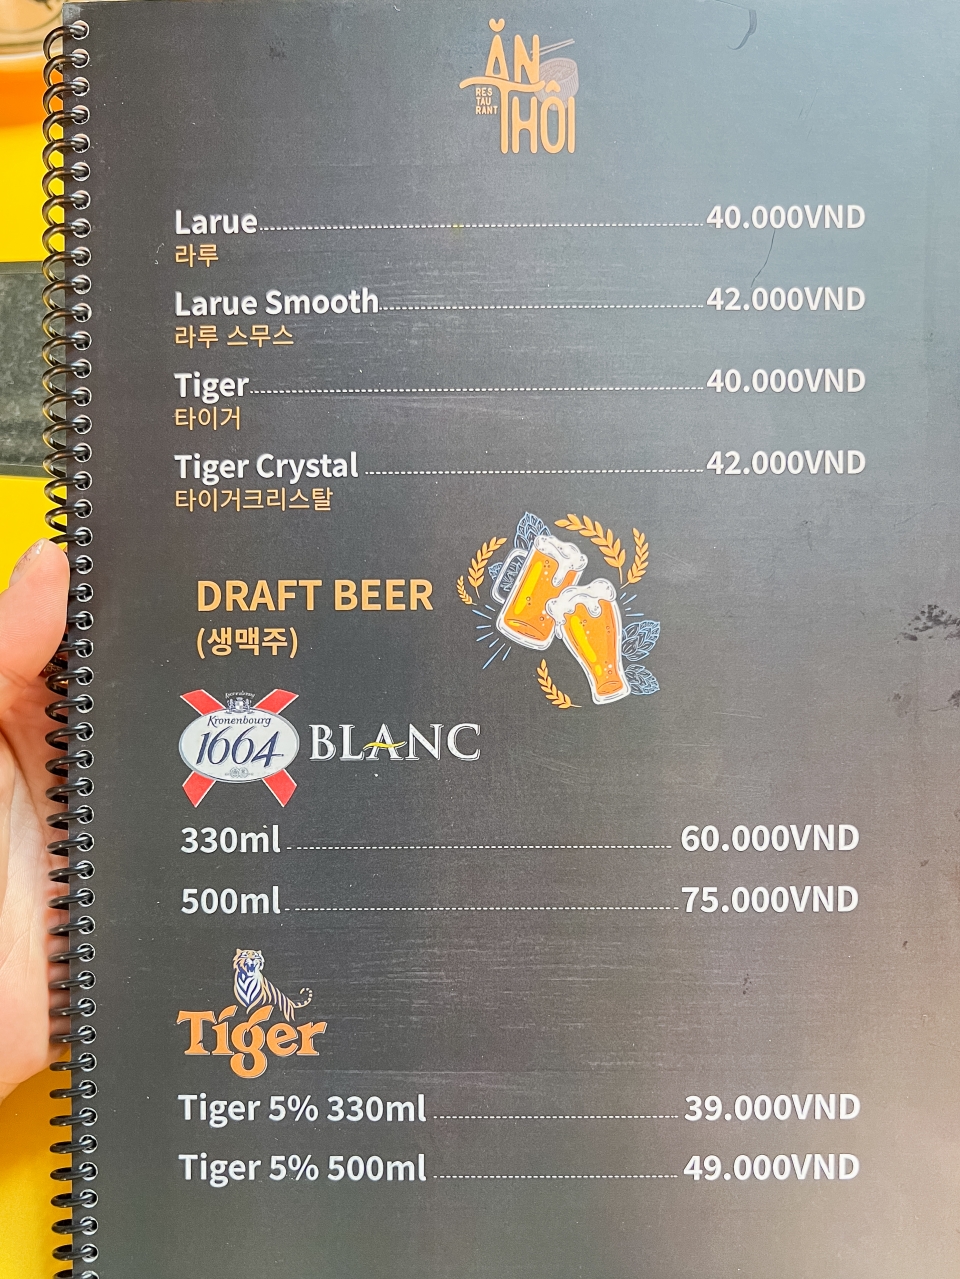 ĂN
RES
TAU
RANT
THÔI
Larue 40.000VND
라루
Larue Smooth 42.000VND
라루 스무스
Tiger 40.000VND
타이거
Tiger Crystal 42.000VND
타이거크리스탈
DRAFT BEER
(생맥주)
Kronenbourg
1664 BLANC
330ml 60.000VND
500ml 75.000VND
Tiger
Tiger 5% 330ml 39.000VND
Tiger 5% 500ml 49.000VND